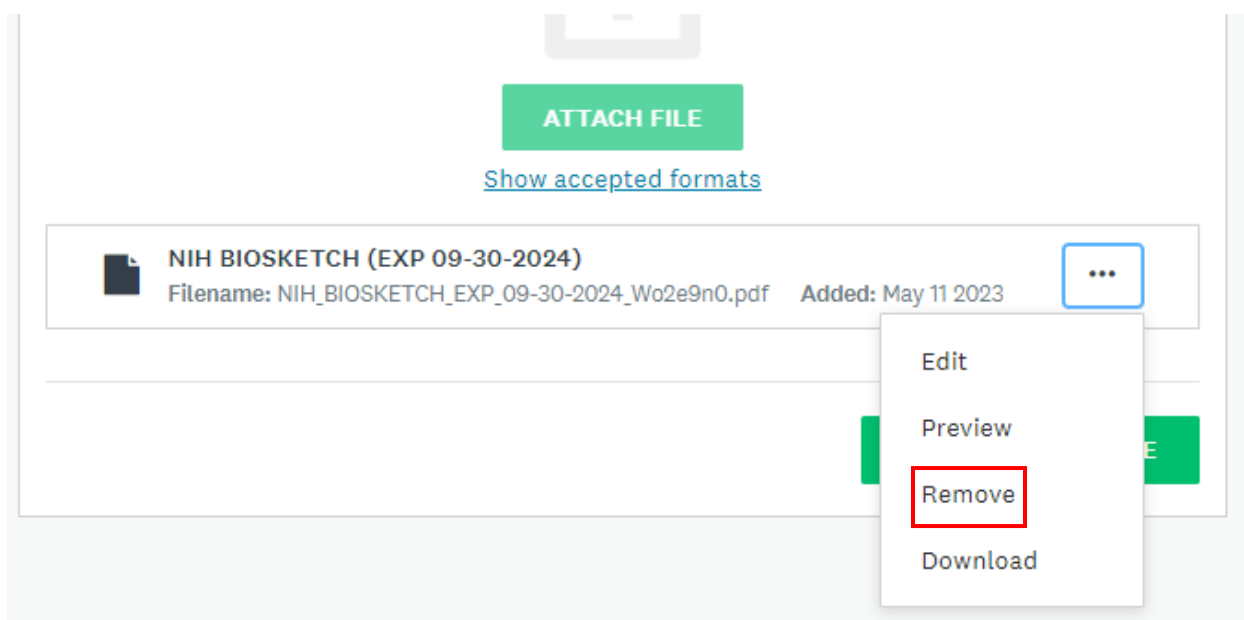 ATTACH FILE
Show accepted formats
NIH BIOSKETCH (EXP 09-30-2024)
Filename: NIH_BIOSKETCH_EXP_09-30-2024_Wo2e9n0.pdf Added: May 11 2023
Edit
Preview
Remove
Download